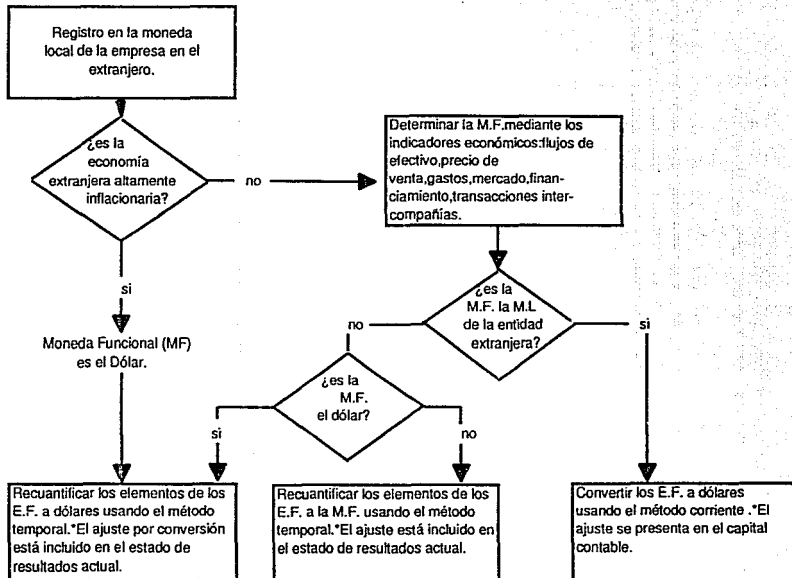 Registro en la moneda
local de la empresa en el
extranjero.
¿es la
economía
extranjera altamente
inflacionaria?
no
Determinar la M.F.mediante los
indicadores económicos:flujos de
efectivo,precio de
venta,gastos,mercado,finan-
ciamiento,transacciones inter-
compañías.
si
Moneda Funcional (MF)
es el Dólar.
¿es la
M.F. la M.L
de la entidad
extranjera?
no
si
¿es la
M.F.
el dólar?
si
no
Recuantificar los elementos de los
E.F. a dólares usando el método
temporal.*El ajuste por conversión
está incluido en el estado de
resultados actual.
Recuantificar los elementos de los
E.F. a la M.F. usando el método
temporal.*El ajuste está incluido en
el estado de resultados actual.
Convertir los E.F. a dólares
usando el método corriente .*El
ajuste se presenta en el capital
contable.